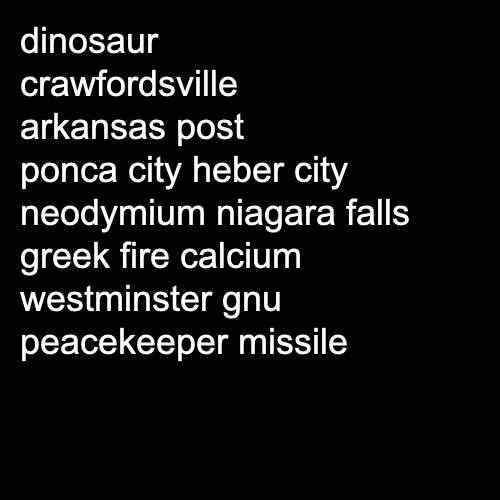 dinosaur
crawfordsville
arkansas post
ponca city heber city
neodymium niagara falls
greek fire calcium
westminster gnu
peacekeeper missile